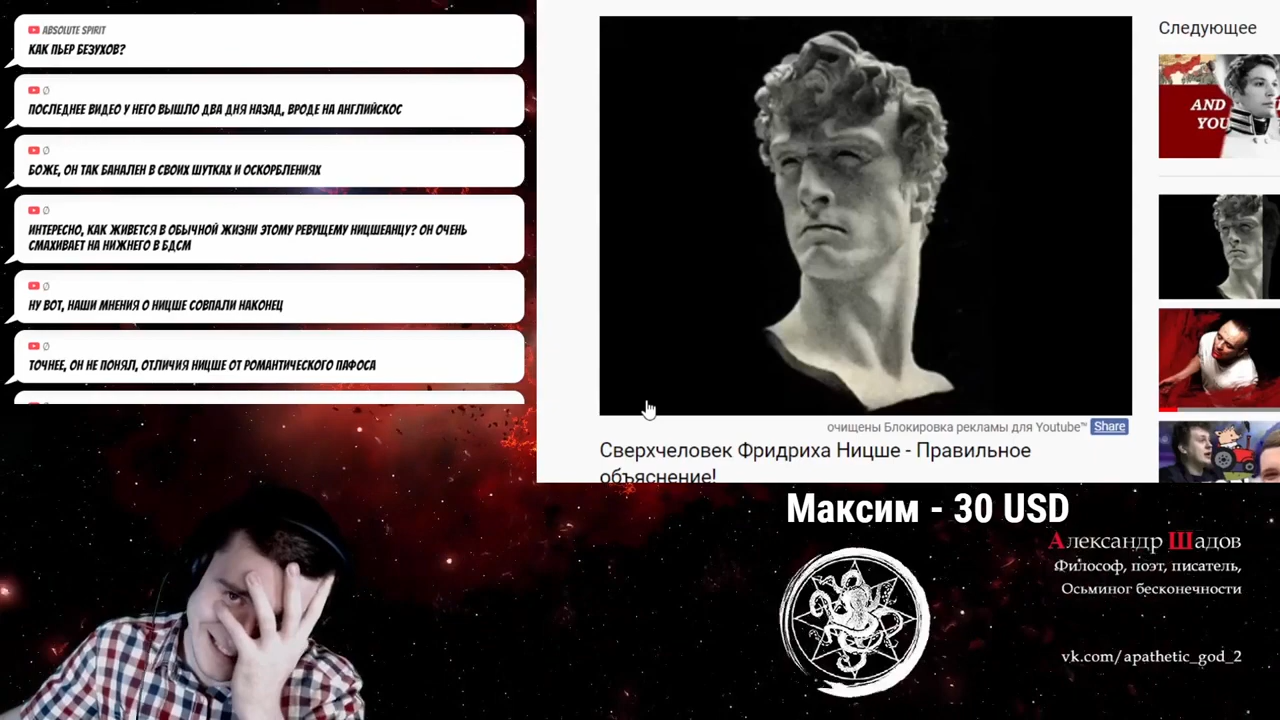 ABSOLUTE SPIRIT
КАК ПЬЕР БЕЗУХОВ?
Ø
ПОСЛЕДНЕЕ ВИДЕО У НЕГО ВЫШЛО ДВА ДНЯ НАЗАД, ВРОДЕ НА АНГЛИЙСКОС
Ø
БОЖЕ, ОН ТАК БАНАЛЕН В СВОИХ ШУТКАХ И ОСКОРБЛЕНИЯХ
Ø
ИНТЕРЕСНО, КАК ЖИВЕТСЯ В ОБЫЧНОЙ ЖИЗНИ ЭТОМУ РЕВУЩЕМУ НИЦШЕАНЦУ? ОН ОЧЕНЬ
СМАХИВАЕТ НА НИЖНЕГО В БДСМ
Ø
НУ ВОТ, НАШИ МНЕНИЯ О НИЦШЕ СОВПАЛИ НАКОНЕЦ
Ø
ТОЧНЕЕ, ОН НЕ ПОНЯЛ, ОТЛИЧИЯ НИЦШЕ ОТ РОМАНТИЧЕСКОГО ПАФОСА
Следующее
AND
YOU
очищены Блокировка рекламы для Youtube™ Share
Сверхчеловек Фридриха Ницше - Правильное
объяснение!
Максим - 30 USD
Александр Шадов
Философ, поэт, писатель,
Осьминог бесконечности
vk.com/apathetic_god_2